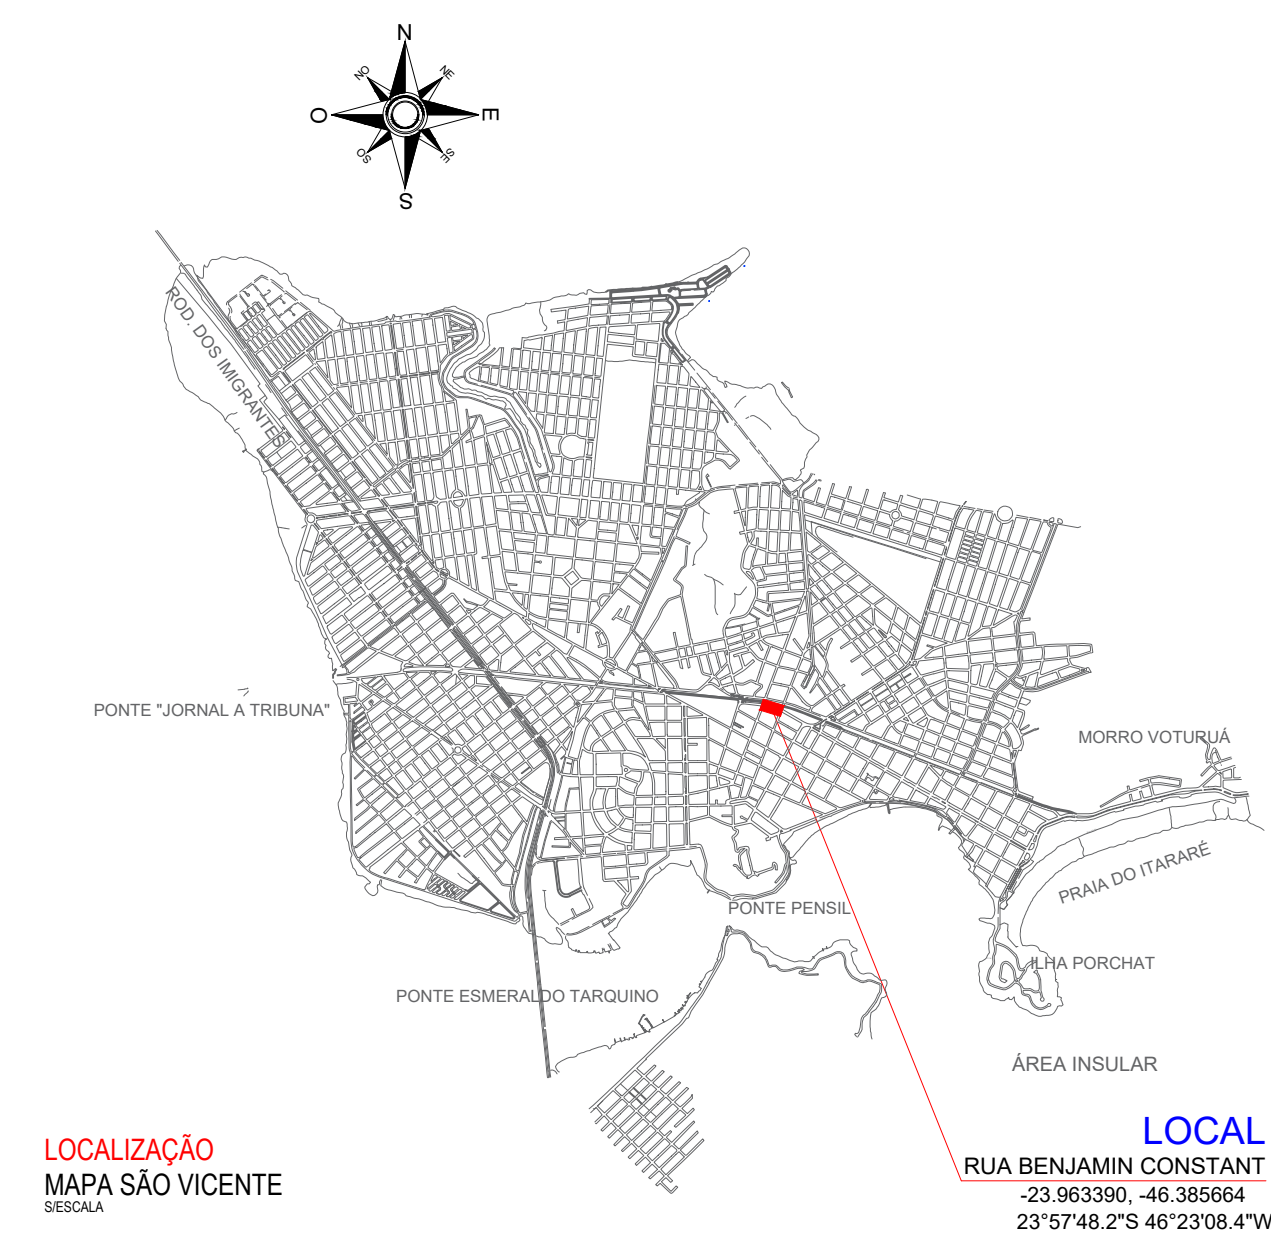 N
NO
NE
O
E
SO
SE
S
ROD. DOS IMIGRANTES
PONTE "JORNAL A TRIBUNA"
MORRO VOTURUÁ
PRAIA DO ITARARÉ
PONTE PENSIL
ILHA PORCHAT
PONTE ESMERALDO TARQUINO
ÁREA INSULAR
LOCAL
RUA BENJAMIN CONSTANT
-23.963390, -46.385664
23°57'48.2"S 46°23'08.4"W
LOCALIZAÇÃO
MAPA SÃO VICENTE
S/ESCALA